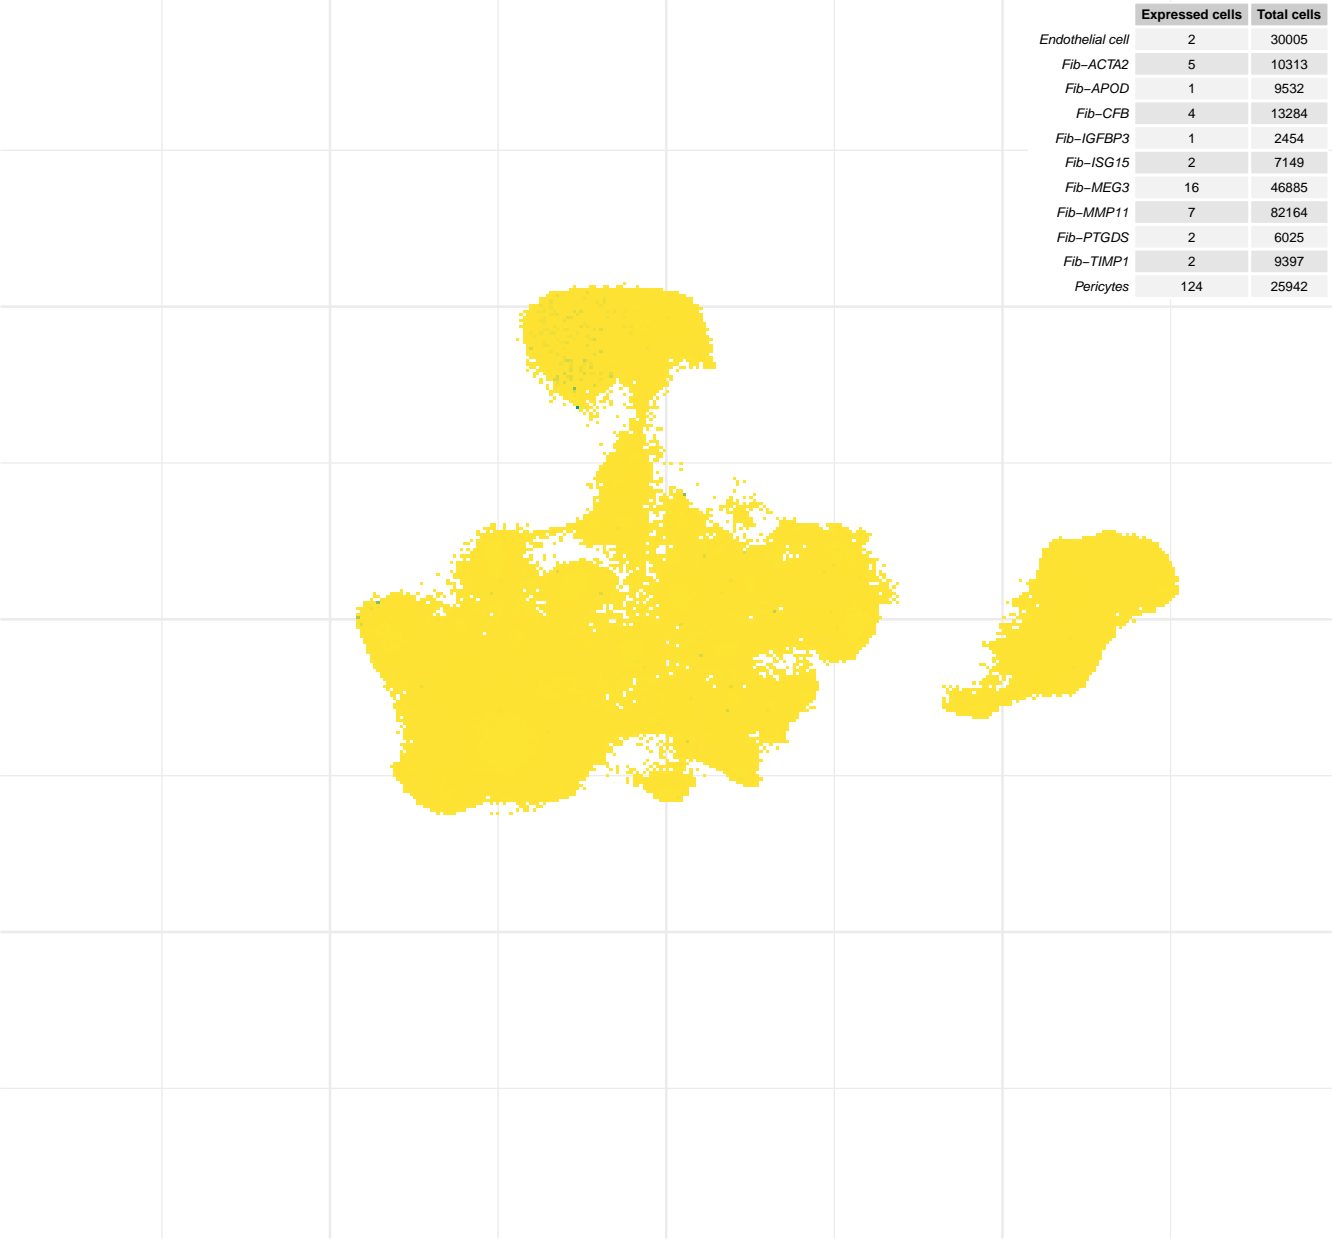 Expressed cells Total cells
Endothelial cell 2 30005
Fib−ACTA2 5 10313
Fib−APOD 1 9532
Fib−CFB 4 13284
Fib−IGFBP3 1 2454
Fib−ISG15 2 7149
Fib−MEG3 16 46885
Fib−MMP11 7 82164
Fib−PTGDS 2 6025
Fib−TIMP1 2 9397
Pericytes 124 25942